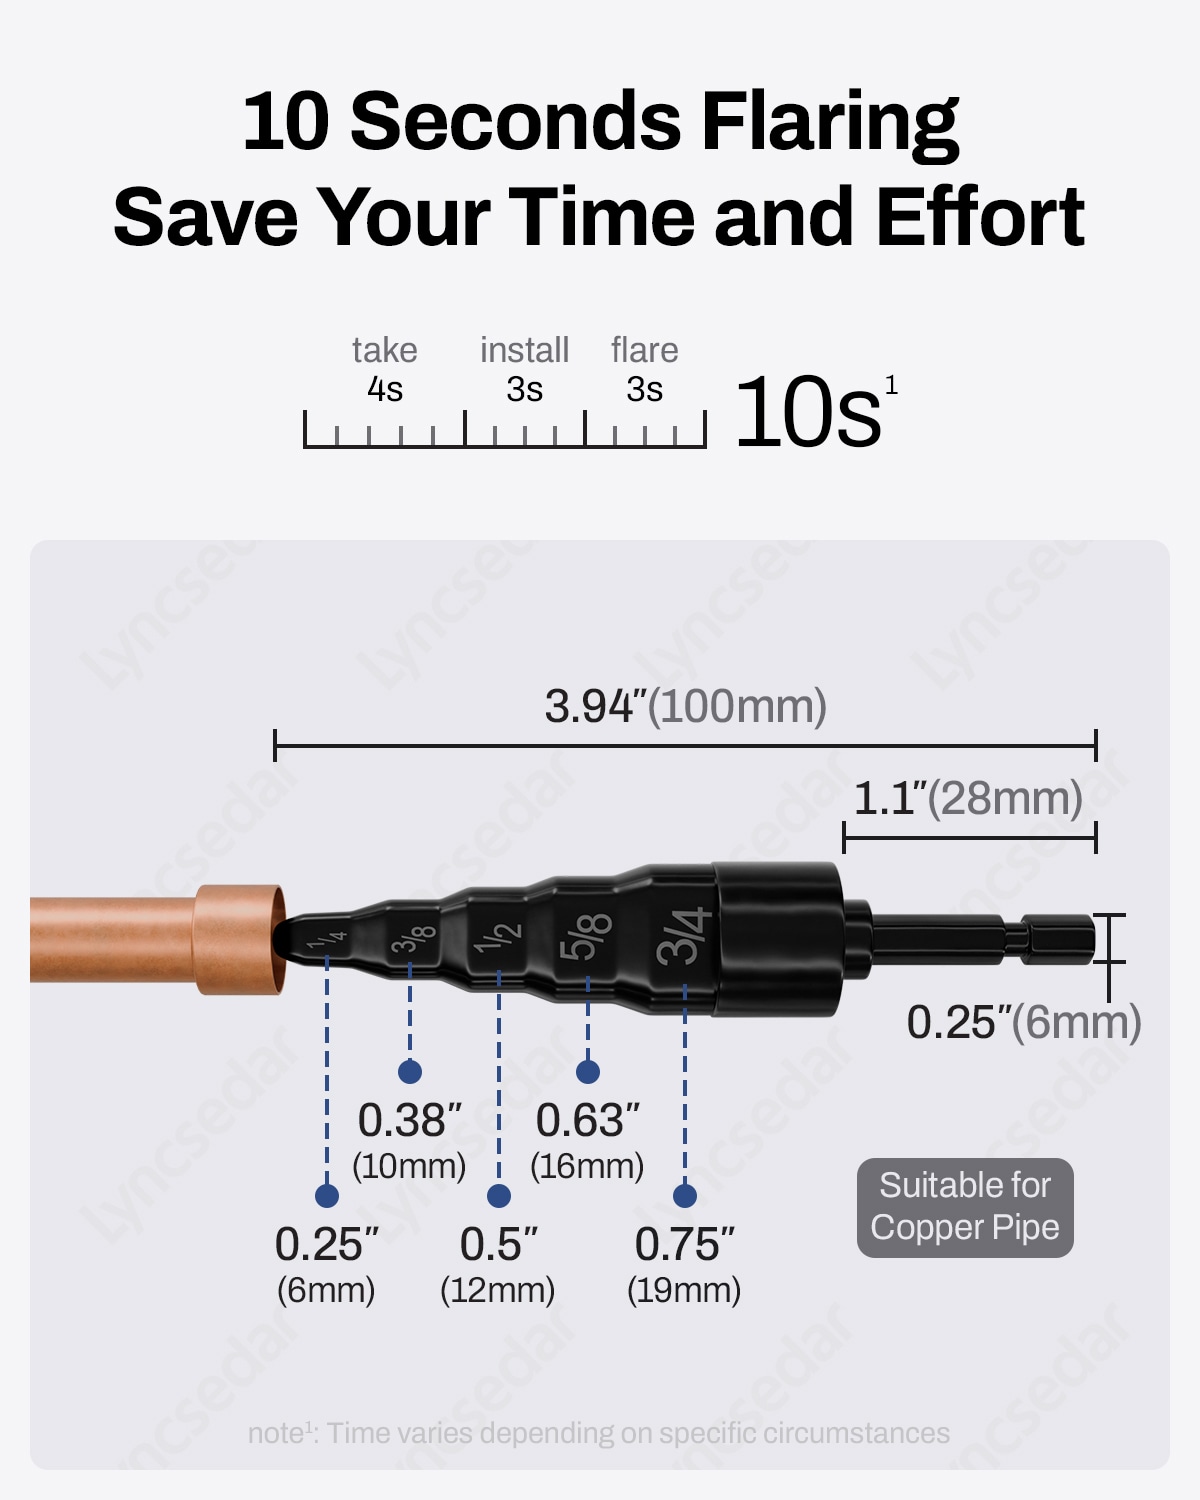 10 Seconds Flaring
Save Your Time and Effort
take install flare
4s 3s 3s
10s¹
3.94″(100mm)
1.1″(28mm)
1/4 3/8 1/2 5/8 3/4
0.25″(6mm)
0.38″ 0.63″
(10mm) (16mm)
0.25″ 0.5″ 0.75″
(6mm) (12mm) (19mm)
Suitable for
Copper Pipe
note¹: Time varies depending on specific circumstances
Lyncsedar